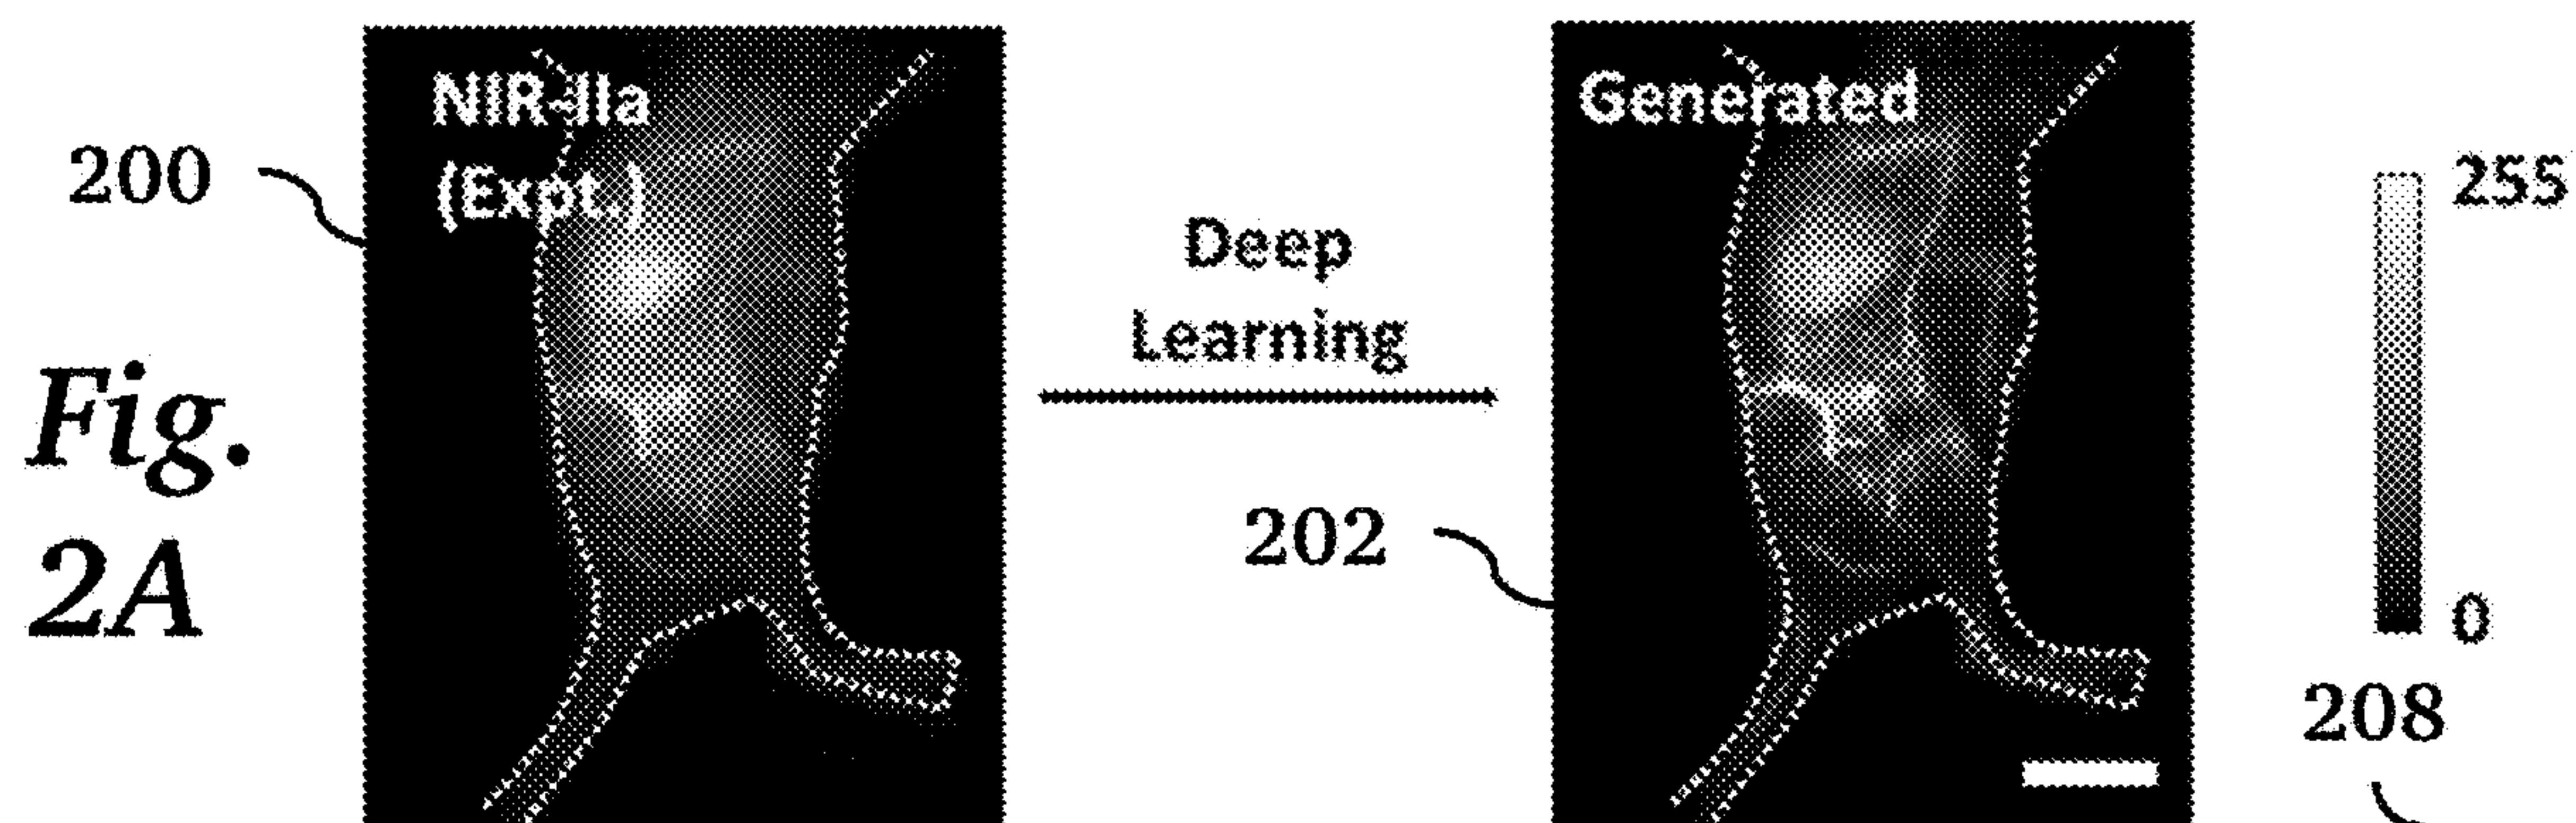 NIR-IIa
(Expt.)
Generated
200
255
Deep
Learning
Fig.
2A
202
0
208